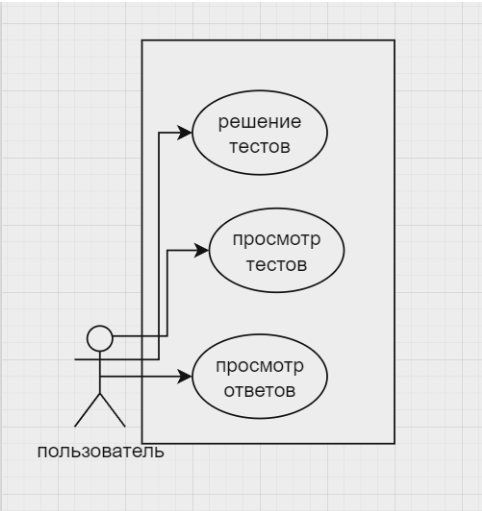 решение
тестов
просмотр
тестов
просмотр
ответов
пользователь